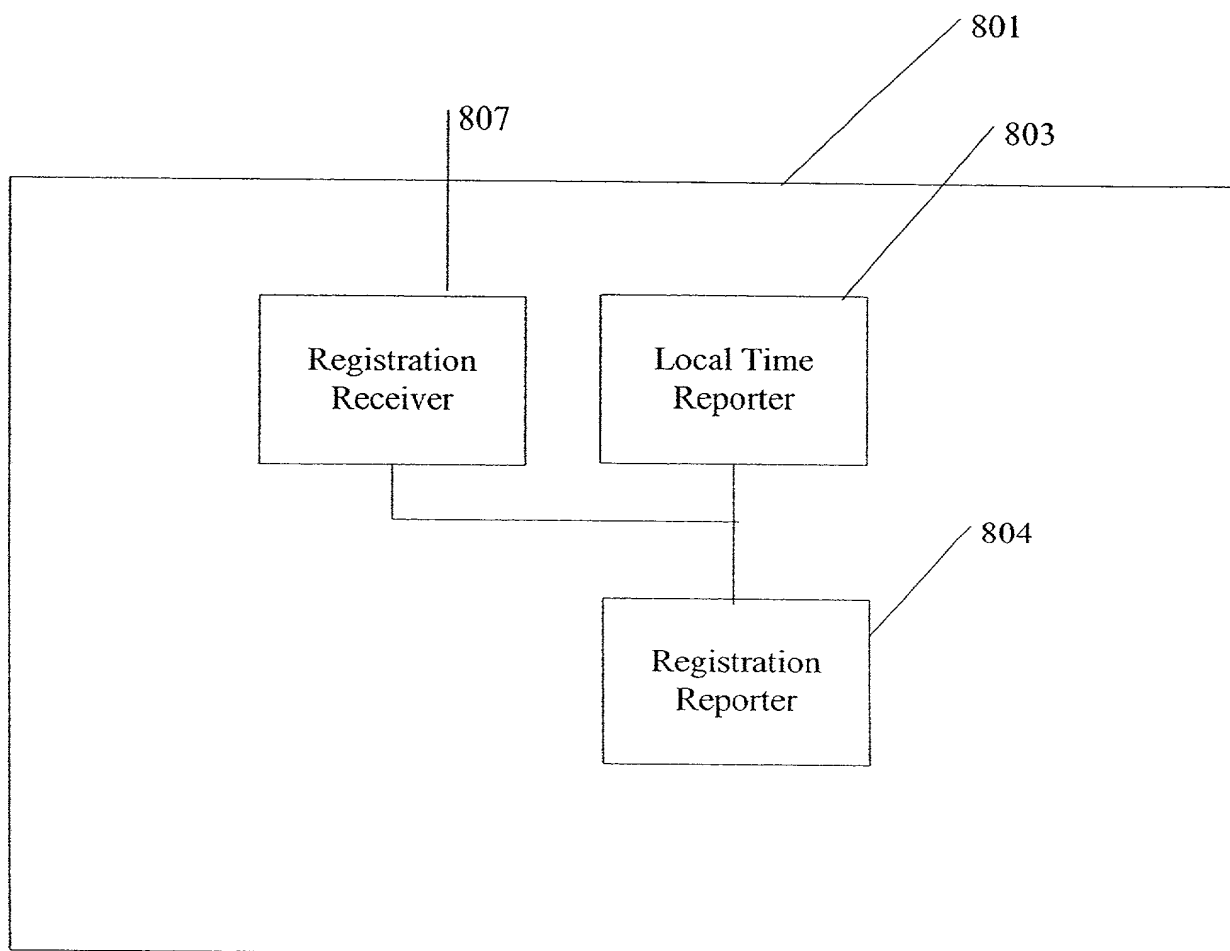 801
807
803
Registration
Receiver
Local Time
Reporter
804
Registration
Reporter